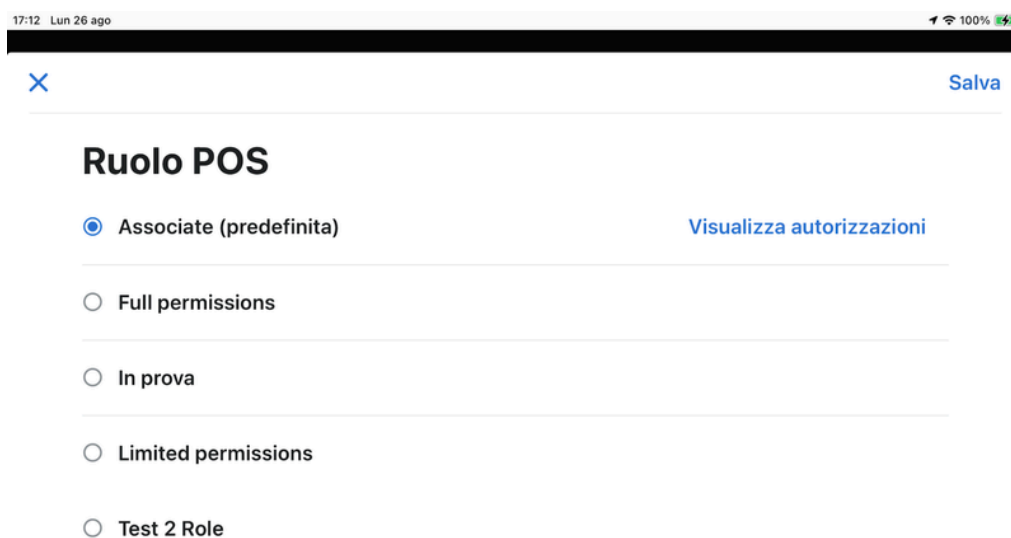 17:12 Lun 26 ago 100%
Salva
Ruolo POS
Associate (predefinita) Visualizza autorizzazioni
Full permissions
In prova
Limited permissions
Test 2 Role